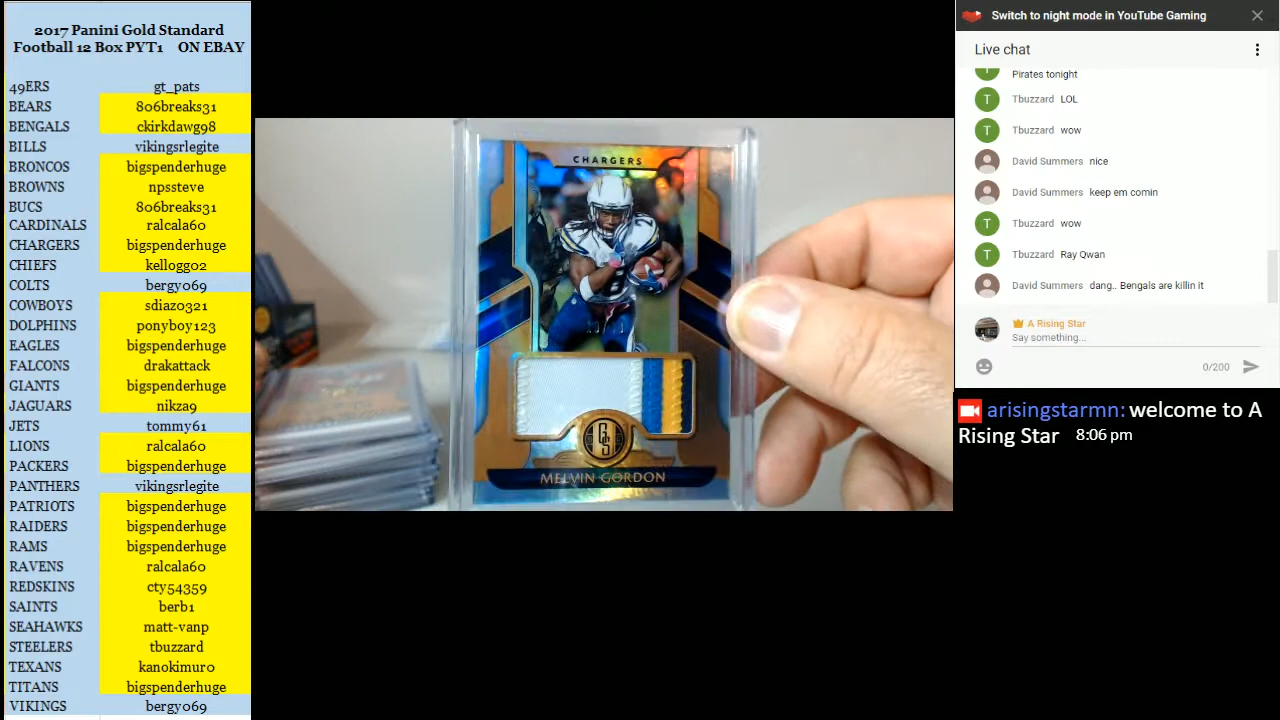 2017 Panini Gold Standard
Football 12 Box PYT1 ON EBAY
49ERS gt_pats
BEARS 806breaks31
BENGALS ckirkdawg98
BILLS vikingsrlegite
BRONCOS bigspenderhuge
BROWNS npssteve
BUCS 806breaks31
CARDINALS ralcala60
CHARGERS bigspenderhuge
CHIEFS kellogg02
COLTS bergy069
COWBOYS sdiazo321
DOLPHINS ponyboy123
EAGLES bigspenderhuge
FALCONS drakattack
GIANTS bigspenderhuge
JAGUARS nikza9
JETS tommy61
LIONS ralcala60
PACKERS bigspenderhuge
PANTHERS vikingsrlegite
PATRIOTS bigspenderhuge
RAIDERS bigspenderhuge
RAMS bigspenderhuge
RAVENS ralcala60
REDSKINS cty54359
SAINTS berb1
SEAHAWKS matt-vanp
STEELERS tbuzzard
TEXANS kanokimuro
TITANS bigspenderhuge
VIKINGS bergy069
CHARGERS
GS
MELVIN GORDON
Switch to night mode in YouTube Gaming
Live chat
T Pirates tonight
T Tbuzzard LOL
T Tbuzzard wow
David Summers nice
David Summers keep em comin
T Tbuzzard wow
T Tbuzzard Ray Qwan
David Summers dang.. Bengals are killin it
A Rising Star
Say something...
0/200
arisingstarmn: welcome to A
Rising Star 8:06 pm